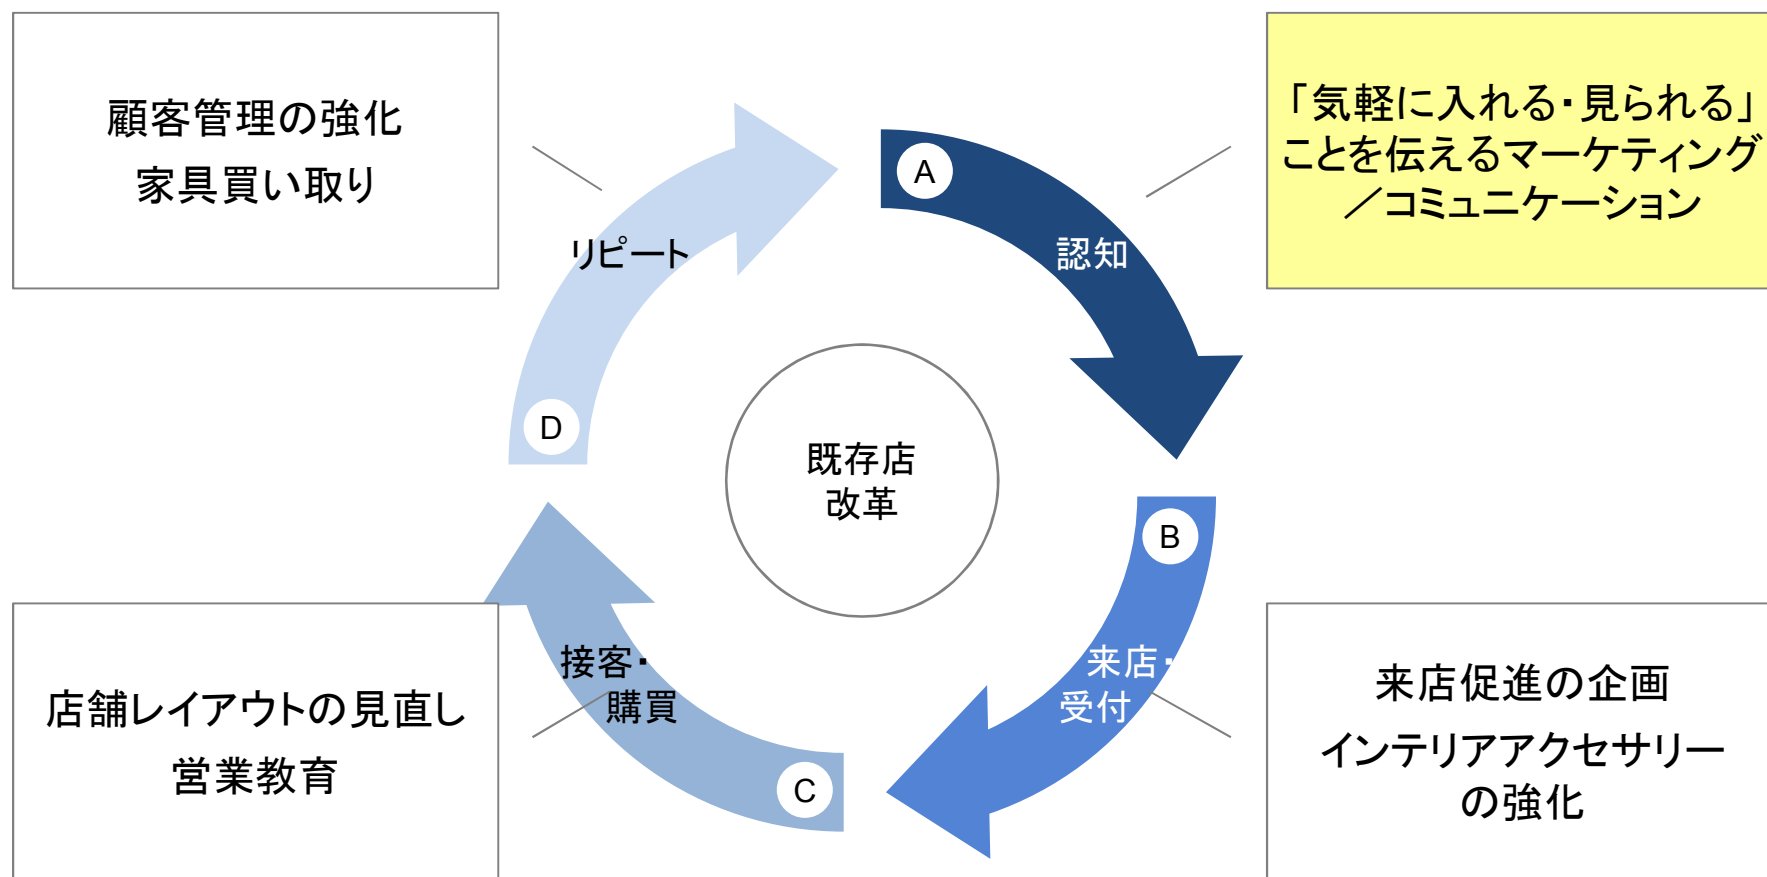 顧客管理の強化
家具買い取り
「気軽に入れる・見られる」
ことを伝えるマーケティング
／コミュニケーション
A
認知
リピート
D
既存店
改革
B
来店・
受付
接客・
購買
C
店舗レイアウトの見直し
営業教育
来店促進の企画
インテリアアクセサリー
の強化